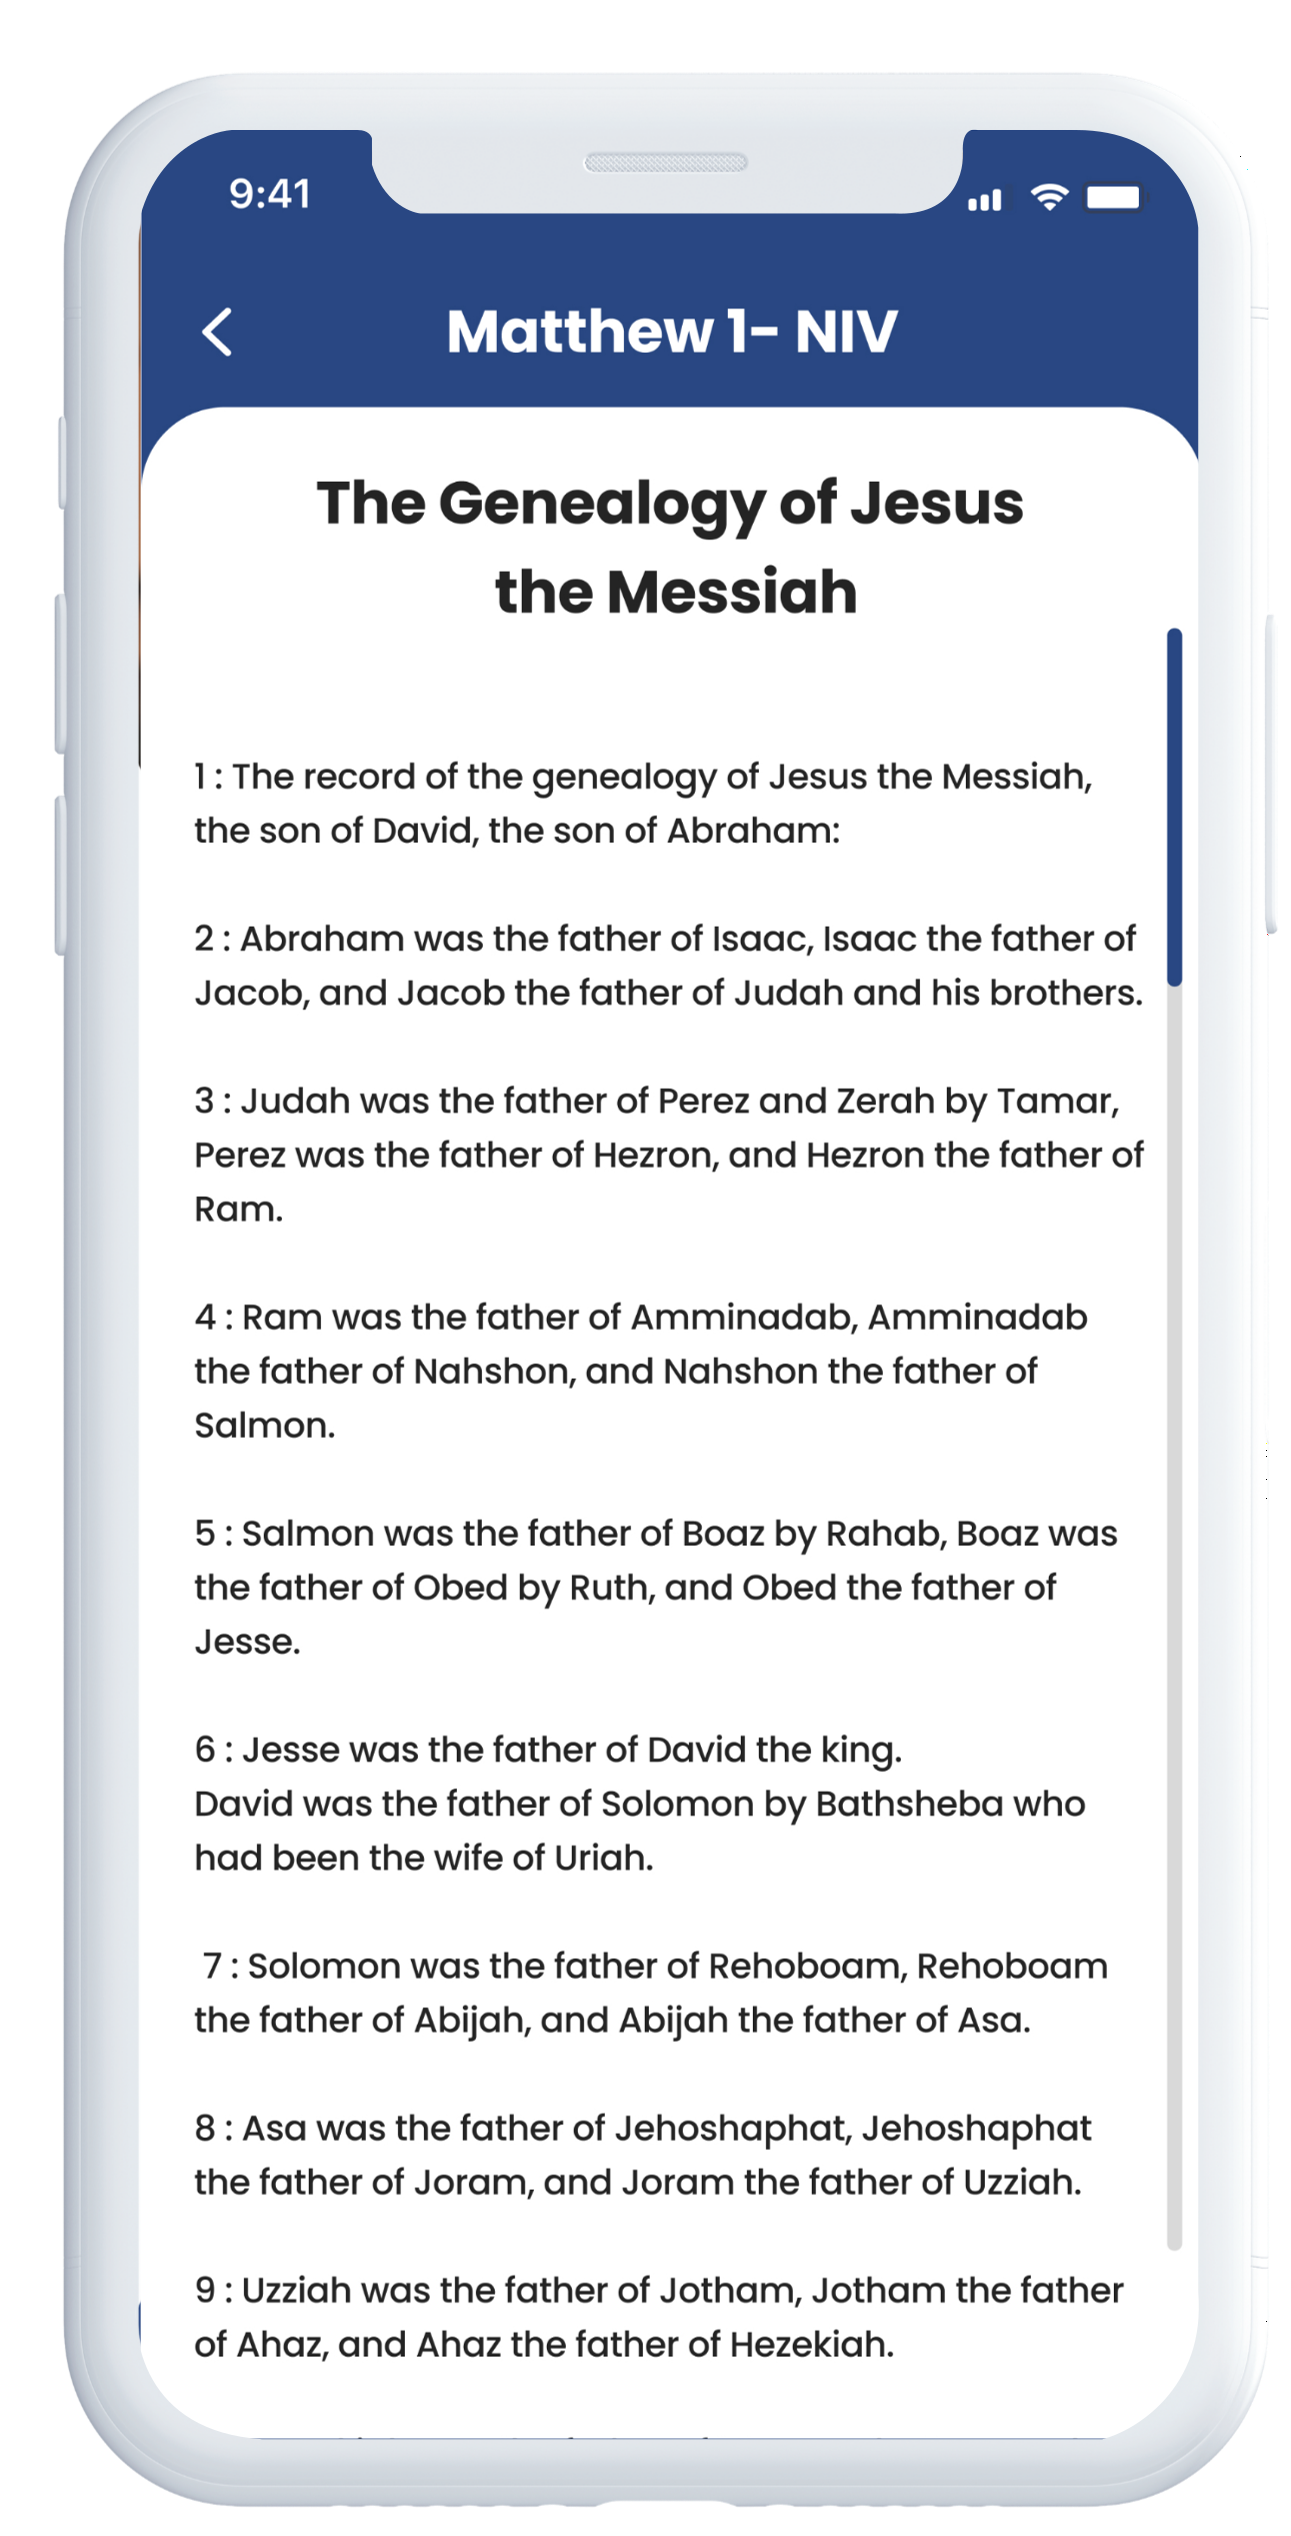 9:41
Matthew 1- NIV
The Genealogy of Jesus
the Messiah
1 : The record of the genealogy of Jesus the Messiah,
the son of David, the son of Abraham:
2 : Abraham was the father of Isaac, Isaac the father of
Jacob, and Jacob the father of Judah and his brothers.
3 : Judah was the father of Perez and Zerah by Tamar,
Perez was the father of Hezron, and Hezron the father of
Ram.
4 : Ram was the father of Amminadab, Amminadab
the father of Nahshon, and Nahshon the father of
Salmon.
5 : Salmon was the father of Boaz by Rahab, Boaz was
the father of Obed by Ruth, and Obed the father of
Jesse.
6 : Jesse was the father of David the king.
David was the father of Solomon by Bathsheba who
had been the wife of Uriah.
7 : Solomon was the father of Rehoboam, Rehoboam
the father of Abijah, and Abijah the father of Asa.
8 : Asa was the father of Jehoshaphat, Jehoshaphat
the father of Joram, and Joram the father of Uzziah.
9 : Uzziah was the father of Jotham, Jotham the father
of Ahaz, and Ahaz the father of Hezekiah.